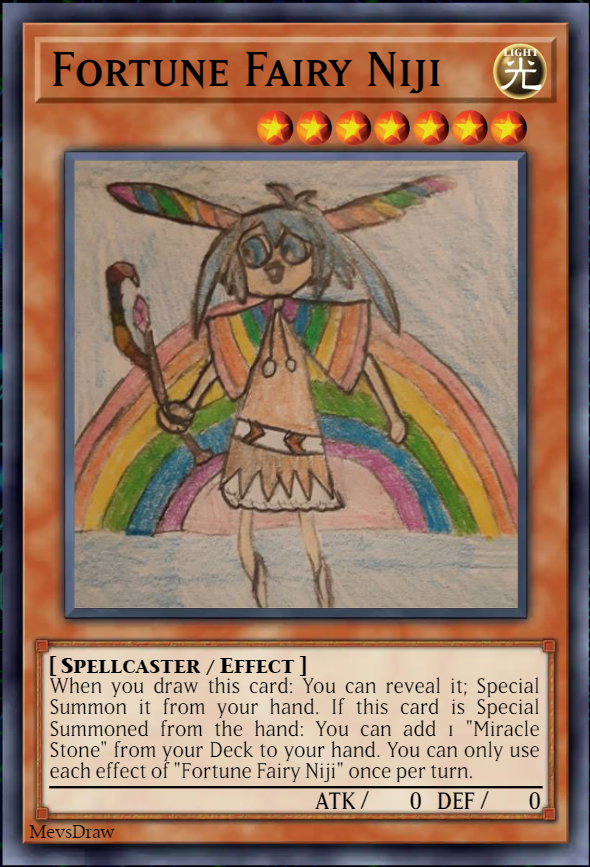 Fortune Fairy Niji
LIGHT
光
[ Spellcaster / Effect ]
When you draw this card: You can reveal it; Special
Summon it from your hand. If this card is Special
Summoned from the hand: You can add 1 "Miracle
Stone" from your Deck to your hand. You can only use
each effect of "Fortune Fairy Niji" once per turn.
ATK / 0 DEF / 0
MevsDraw